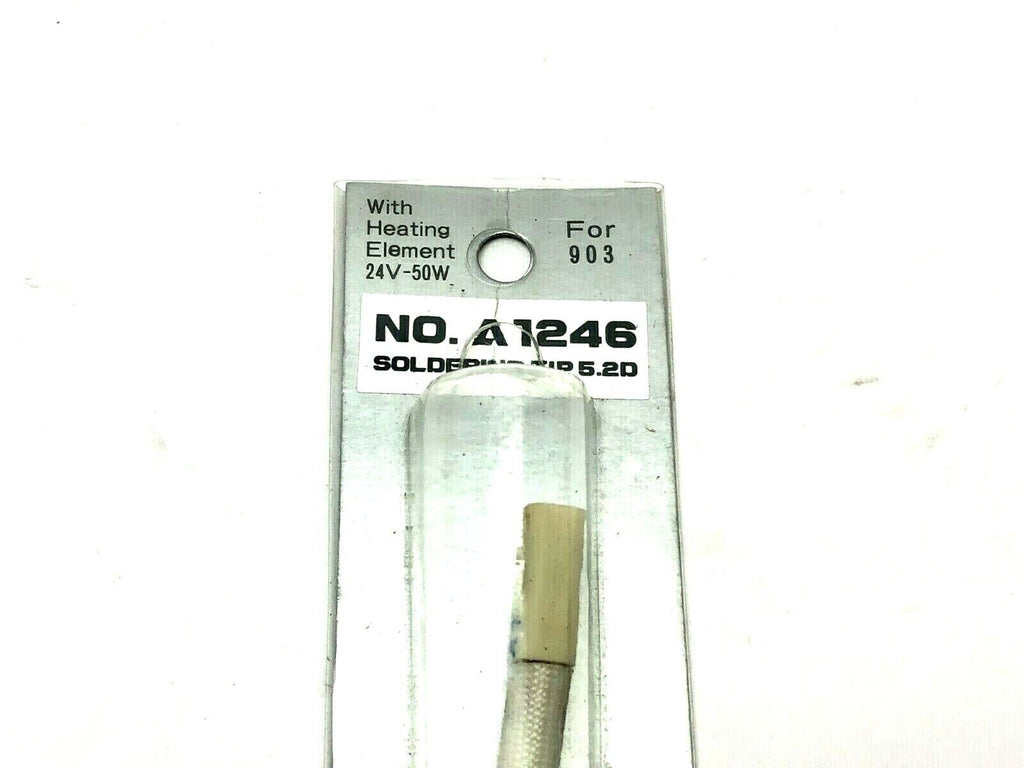 With
Heating
Element
24V-50W
For
903
NO. A1246
SOLDERING TIP 5.2D